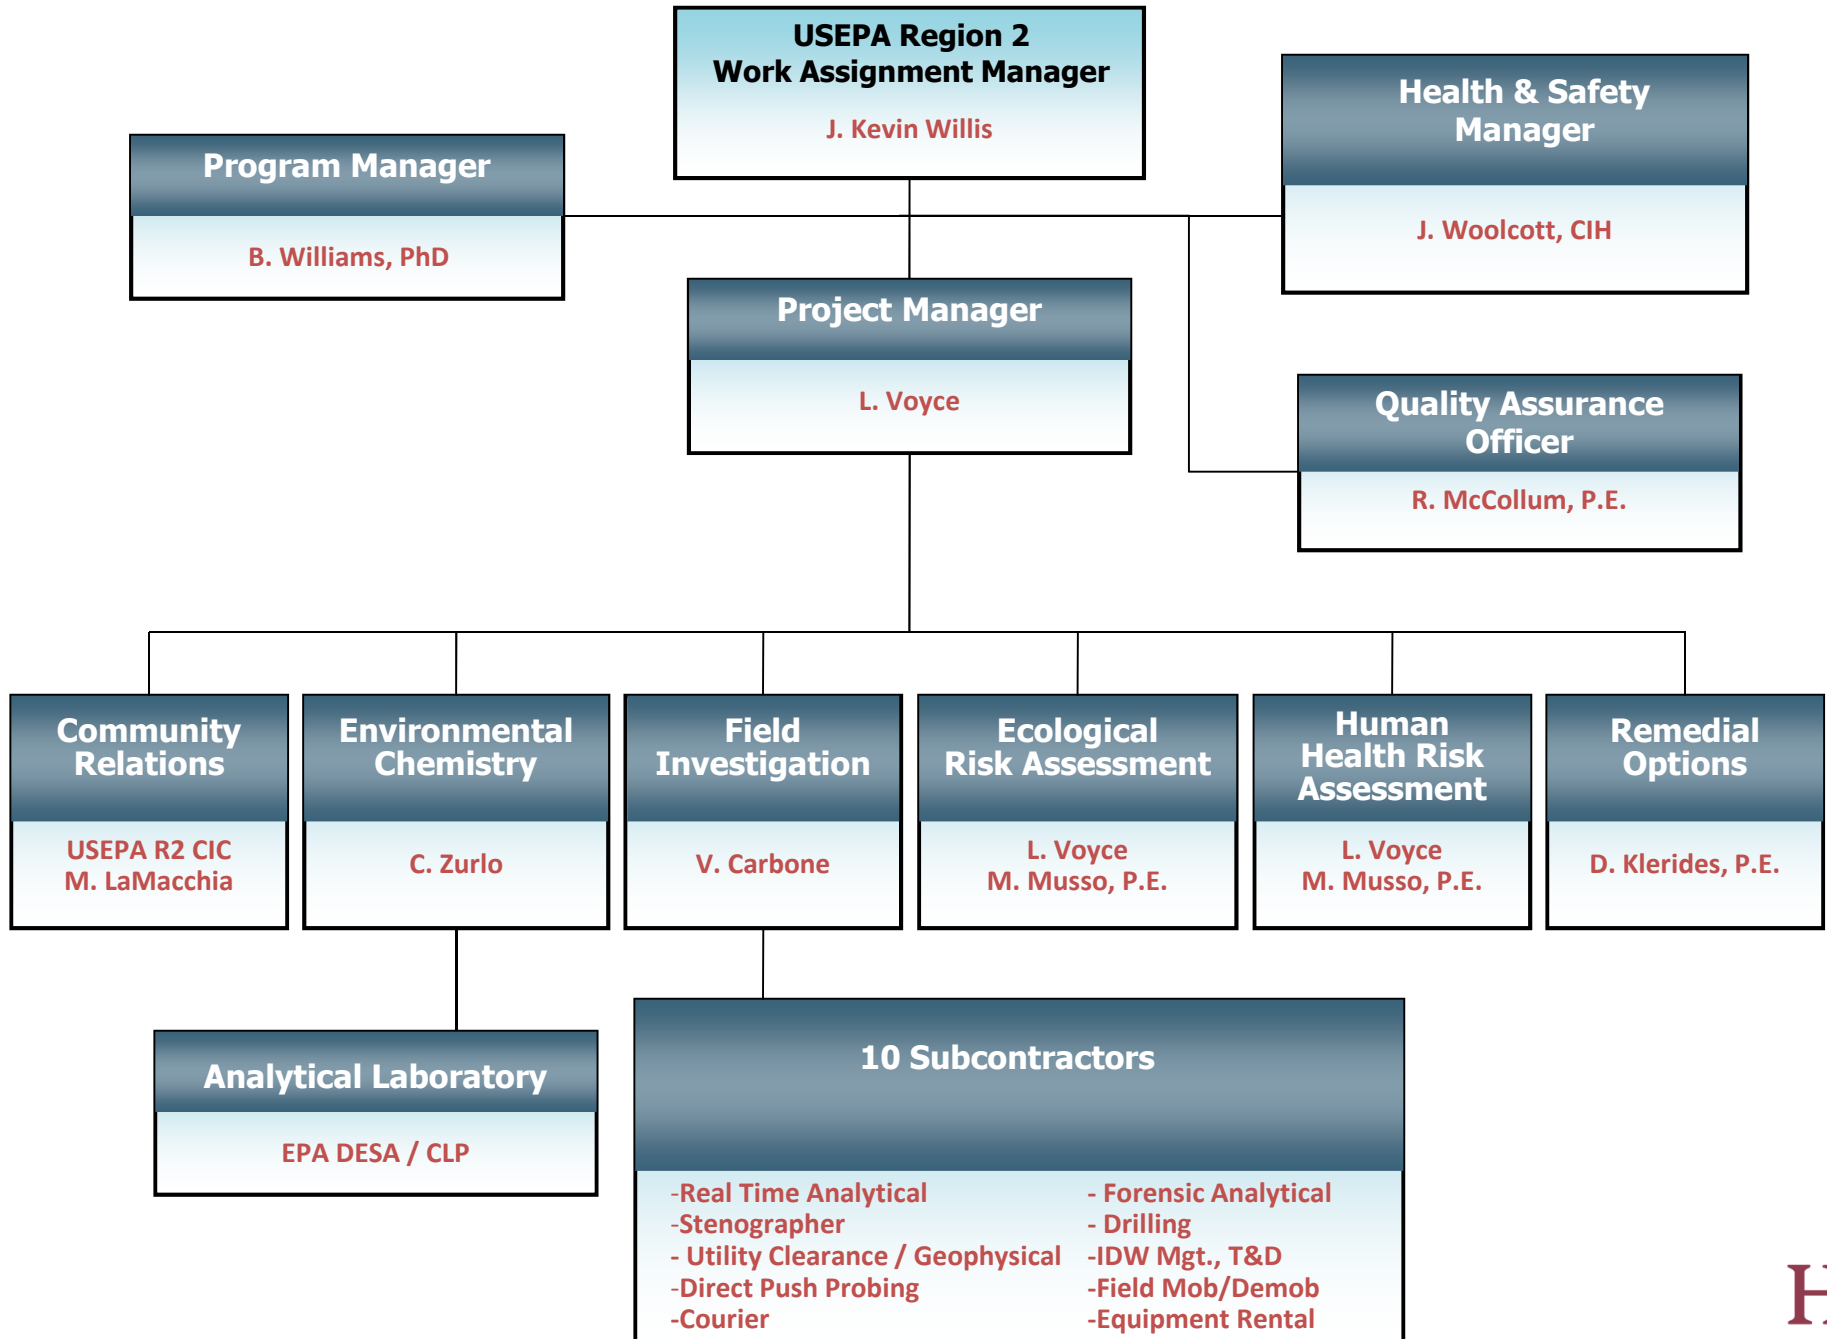 USEPA Region 2
Work Assignment Manager
J. Kevin Willis
Health & Safety
Manager
J. Woolcott, CIH
Program Manager
B. Williams, PhD
Project Manager
L. Voyce
Quality Assurance
Officer
R. McCollum, P.E.
Community
Relations
USEPA R2 CIC
M. LaMacchia
Environmental
Chemistry
C. Zurlo
Field
Investigation
V. Carbone
Ecological
Risk Assessment
L. Voyce
M. Musso, P.E.
Human
Health Risk
Assessment
L. Voyce
M. Musso, P.E.
Remedial
Options
D. Klerides, P.E.
Analytical Laboratory
EPA DESA / CLP
10 Subcontractors
-Real Time Analytical
-Stenographer
- Utility Clearance / Geophysical
-Direct Push Probing
-Courier
- Forensic Analytical
- Drilling
-IDW Mgt., T&D
-Field Mob/Demob
-Equipment Rental
H